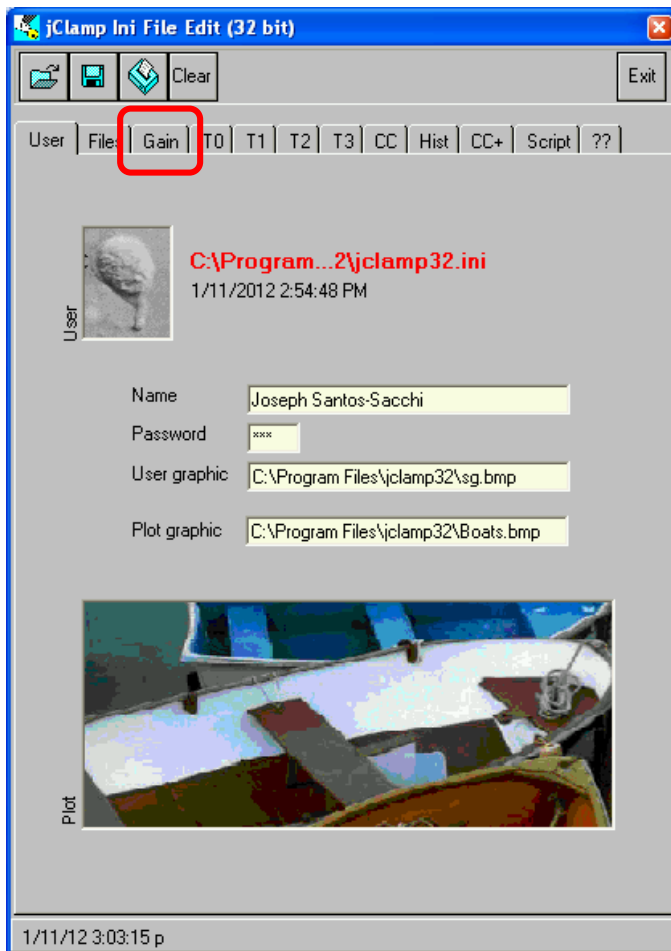 jClamp Ini File Edit (32 bit)
Clear
Exit
User Files Gain T0 T1 T2 T3 CC Hist CC+ Script ??
C:\Program...2\jclamp32.ini
1/11/2012 2:54:48 PM
User
Name Joseph Santos-Sacchi
Password ***
User graphic C:\Program Files\jclamp32\sg.bmp
Plot graphic C:\Program Files\jclamp32\Boats.bmp
Plot
1/11/12 3:03:15 p